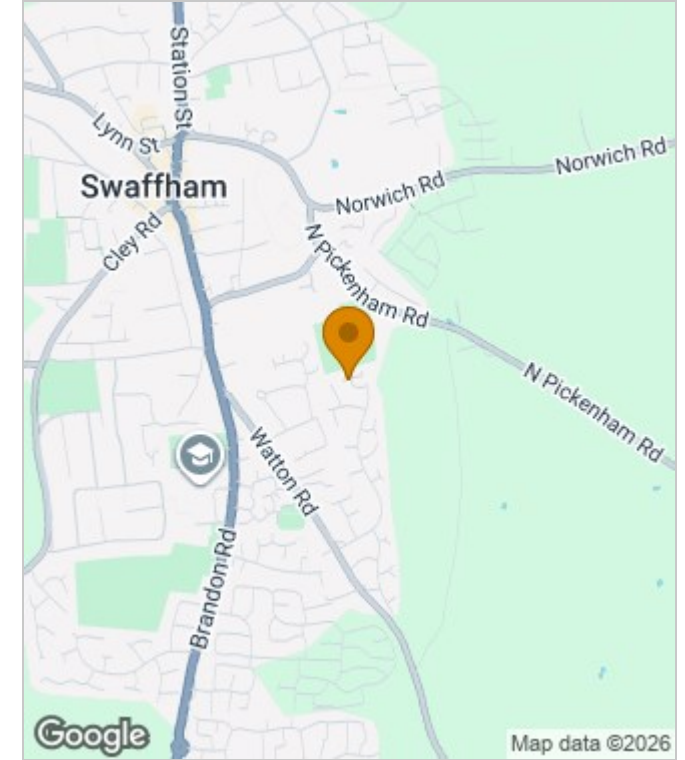 Station St
Lynn St
Swaffham
Norwich Rd
Norwich Rd
Cley Rd
N Pickenham Rd
N Pickenham Rd
Watton Rd
Brandon Rd
Google
Map data ©2026